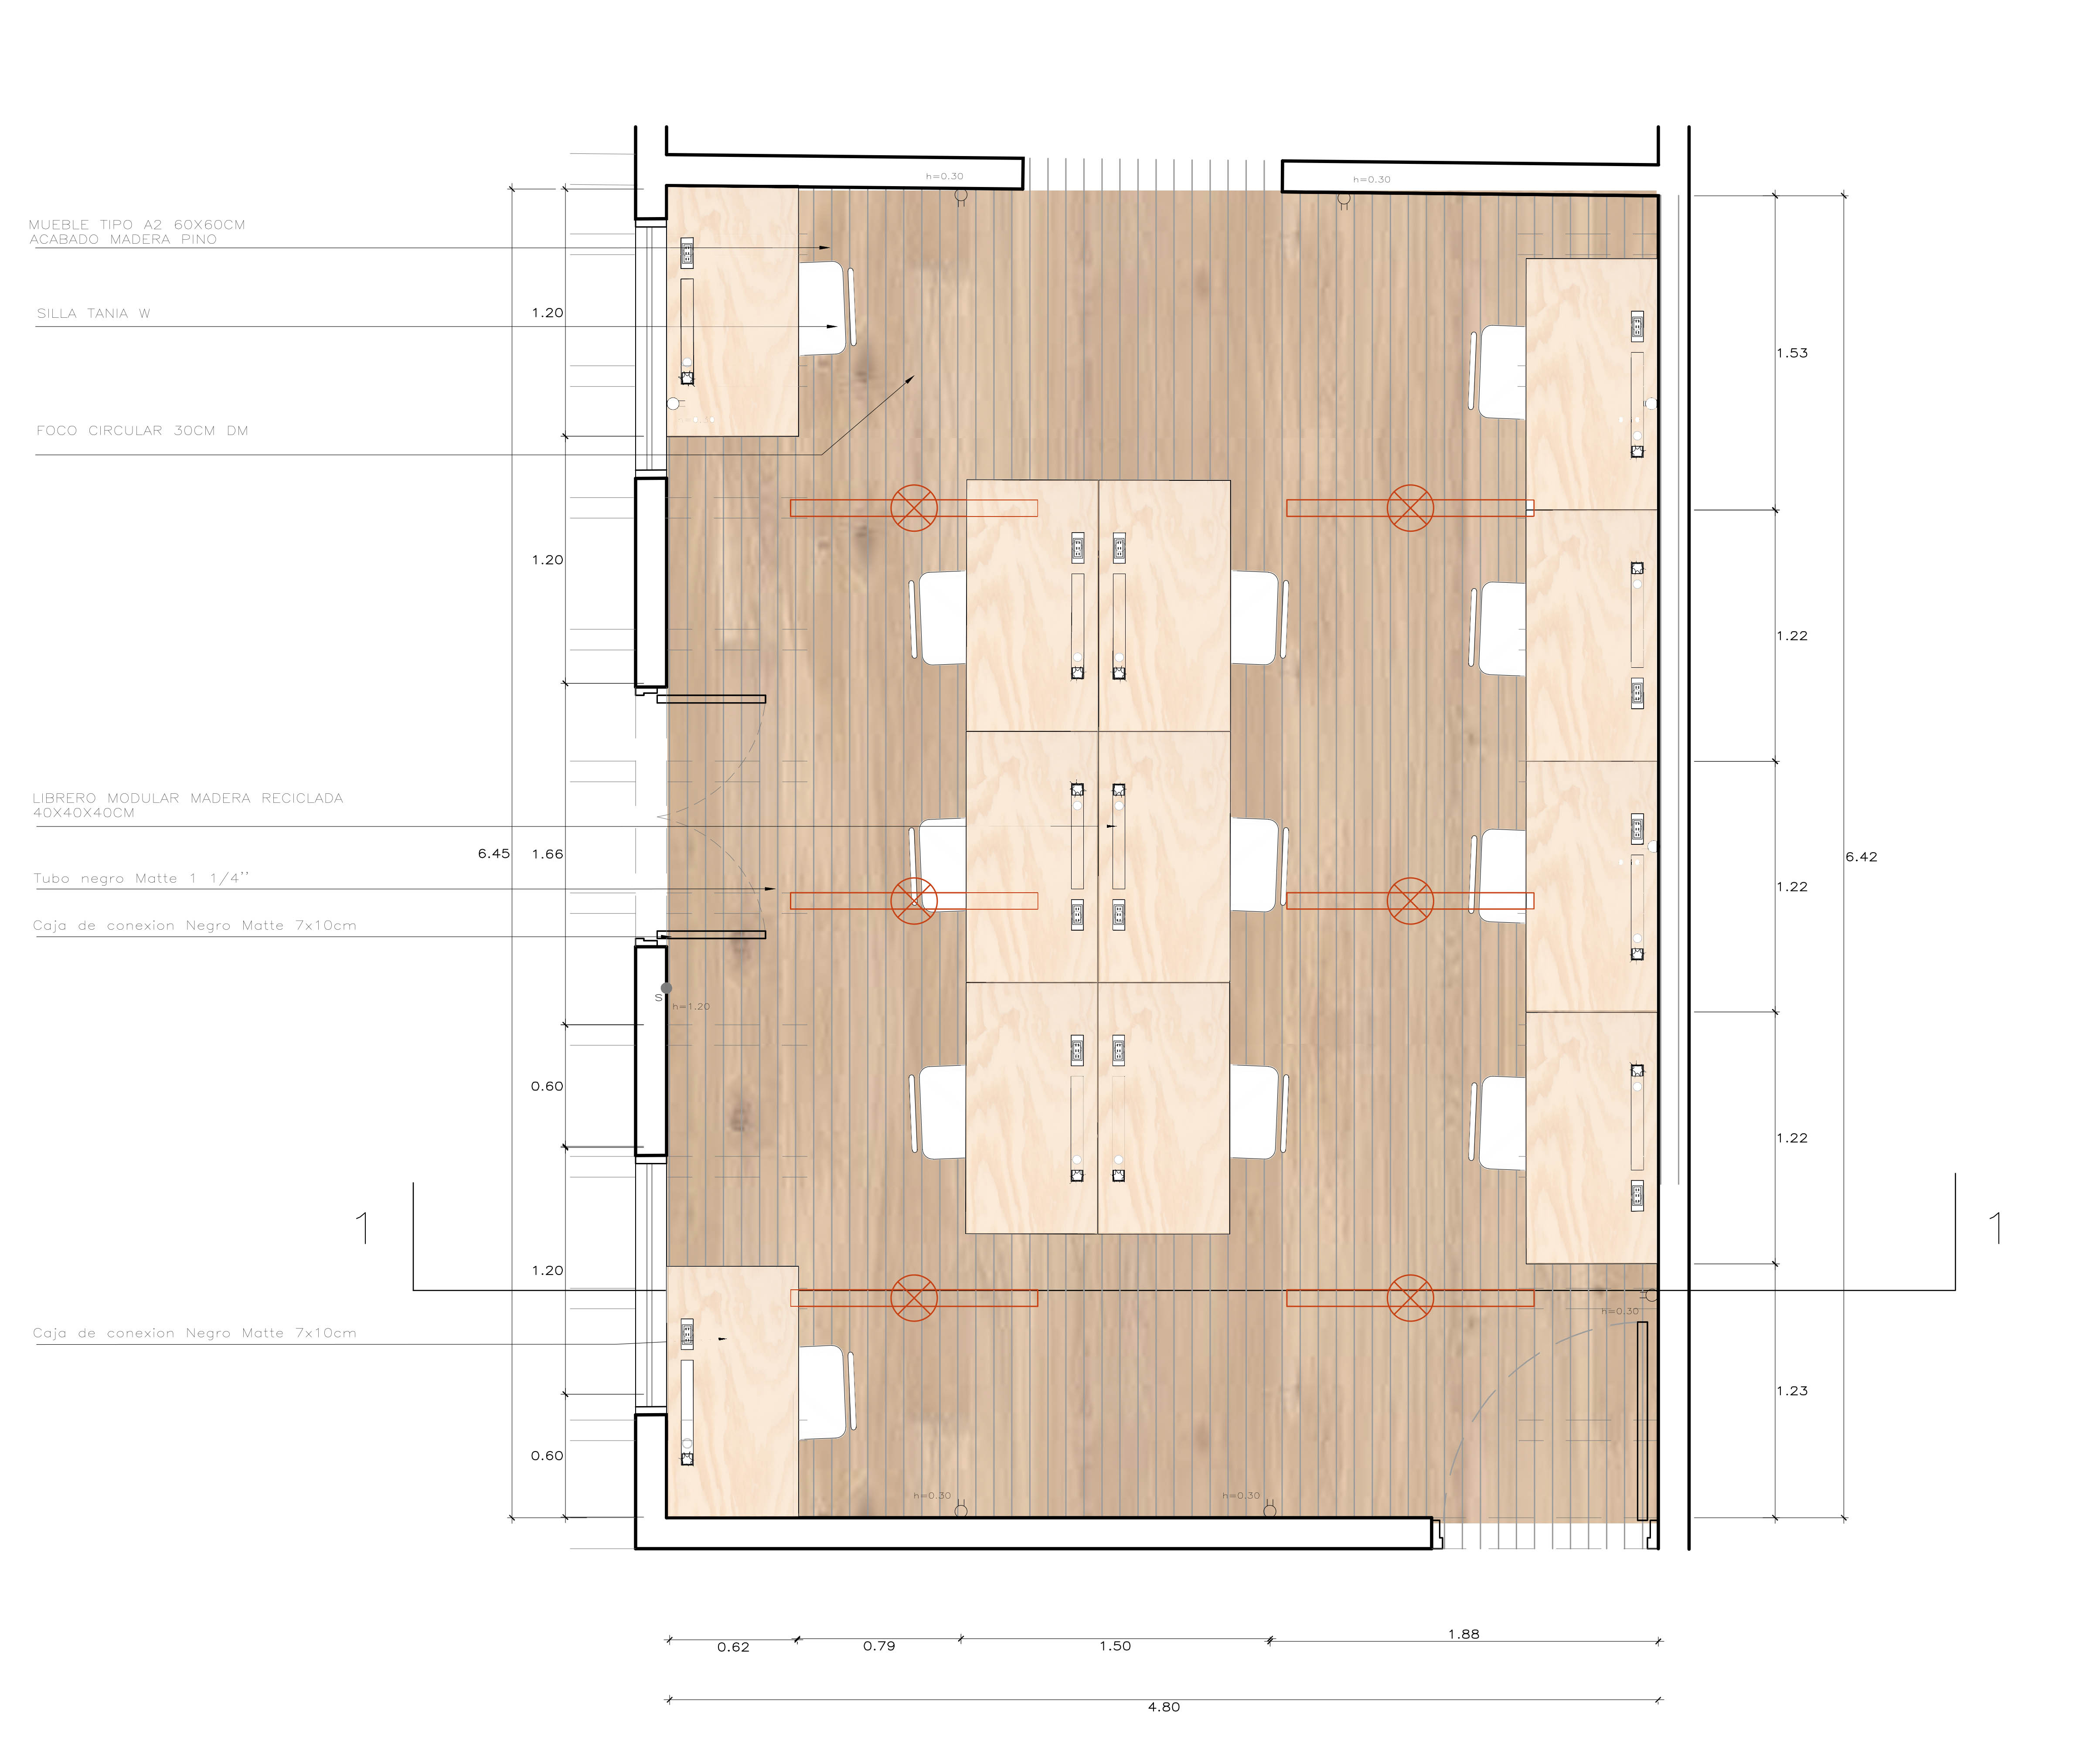 h=0.30
h=0.30
MUEBLE TIPO A2 60X60CM
ACABADO MADERA PINO
SILLA TANIA W
1.20
1.53
FOCO CIRCULAR 30CM DM
1.20
1.22
LIBRERO MODULAR MADERA RECICLADA
40X40X40CM
6.45
1.66
6.42
Tubo negro Matte 1 1/4''
1.22
Caja de conexion Negro Matte 7x10cm
S
h=1.20
0.60
1.22
1
1
1.20
h=0.30
Caja de conexion Negro Matte 7x10cm
1.23
0.60
h=0.30
h=0.30
0.62
0.79
1.50
1.88
4.80